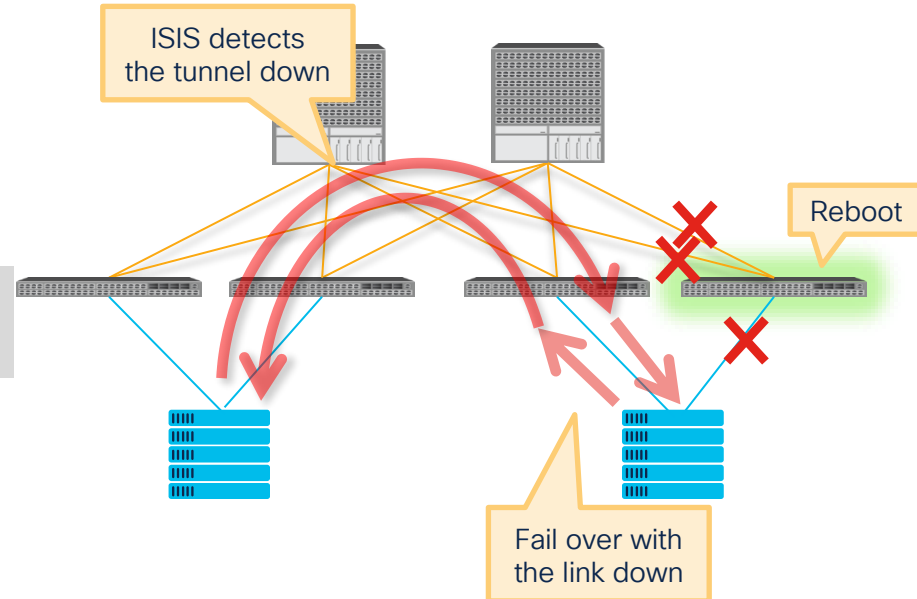 ISIS detects
the tunnel down
Reboot
Fail over with
the link down